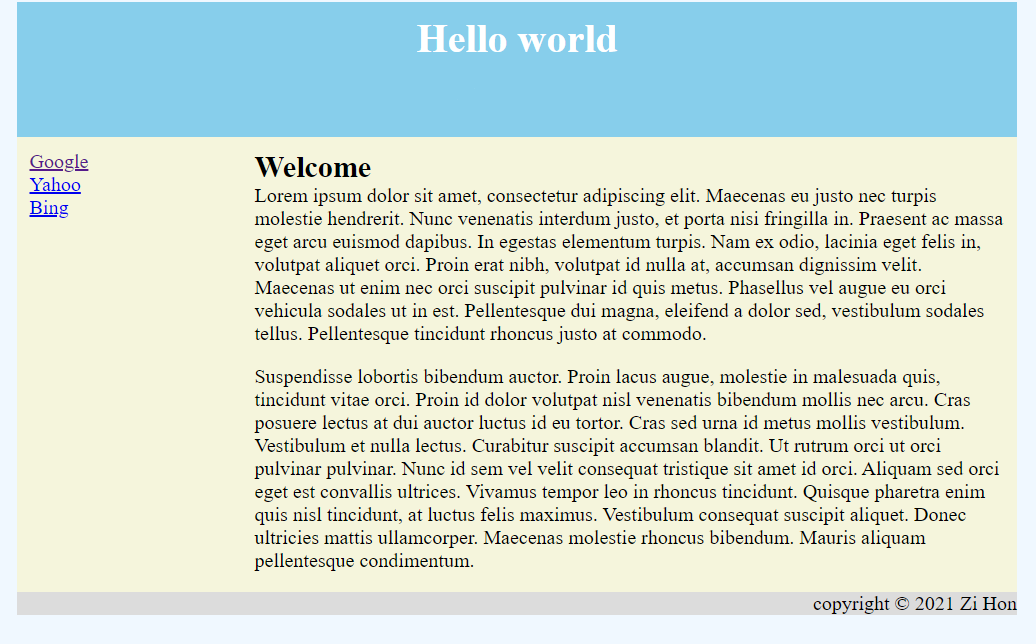 Hello world
Google
Yahoo
Bing
Welcome
Lorem ipsum dolor sit amet, consectetur adipiscing elit. Maecenas eu justo nec turpis
molestie hendrerit. Nunc venenatis interdum justo, et porta nisi fringilla in. Praesent ac massa
eget arcu euismod dapibus. In egestas elementum turpis. Nam ex odio, lacinia eget felis in,
volutpat aliquet orci. Proin erat nibh, volutpat id nulla at, accumsan dignissim velit.
Maecenas ut enim nec orci suscipit pulvinar id quis metus. Phasellus vel augue eu orci
vehicula sodales ut in est. Pellentesque dui magna, eleifend a dolor sed, vestibulum sodales
tellus. Pellentesque tincidunt rhoncus justo at commodo.
Suspendisse lobortis bibendum auctor. Proin lacus augue, molestie in malesuada quis,
tincidunt vitae orci. Proin id dolor volutpat nisl venenatis bibendum mollis nec arcu. Cras
posuere lectus at dui auctor luctus id eu tortor. Cras sed urna id metus mollis vestibulum.
Vestibulum et nulla lectus. Curabitur suscipit accumsan blandit. Ut rutrum orci ut orci
pulvinar pulvinar. Nunc id sem vel velit consequat tristique sit amet id orci. Aliquam sed orci
eget est convallis ultrices. Vivamus tempor leo in rhoncus tincidunt. Quisque pharetra enim
quis nisl tincidunt, at luctus felis maximus. Vestibulum consequat suscipit aliquet. Donec
ultricies mattis ullamcorper. Maecenas molestie rhoncus bibendum. Mauris aliquam
pellentesque condimentum.
copyright © 2021 Zi Hon